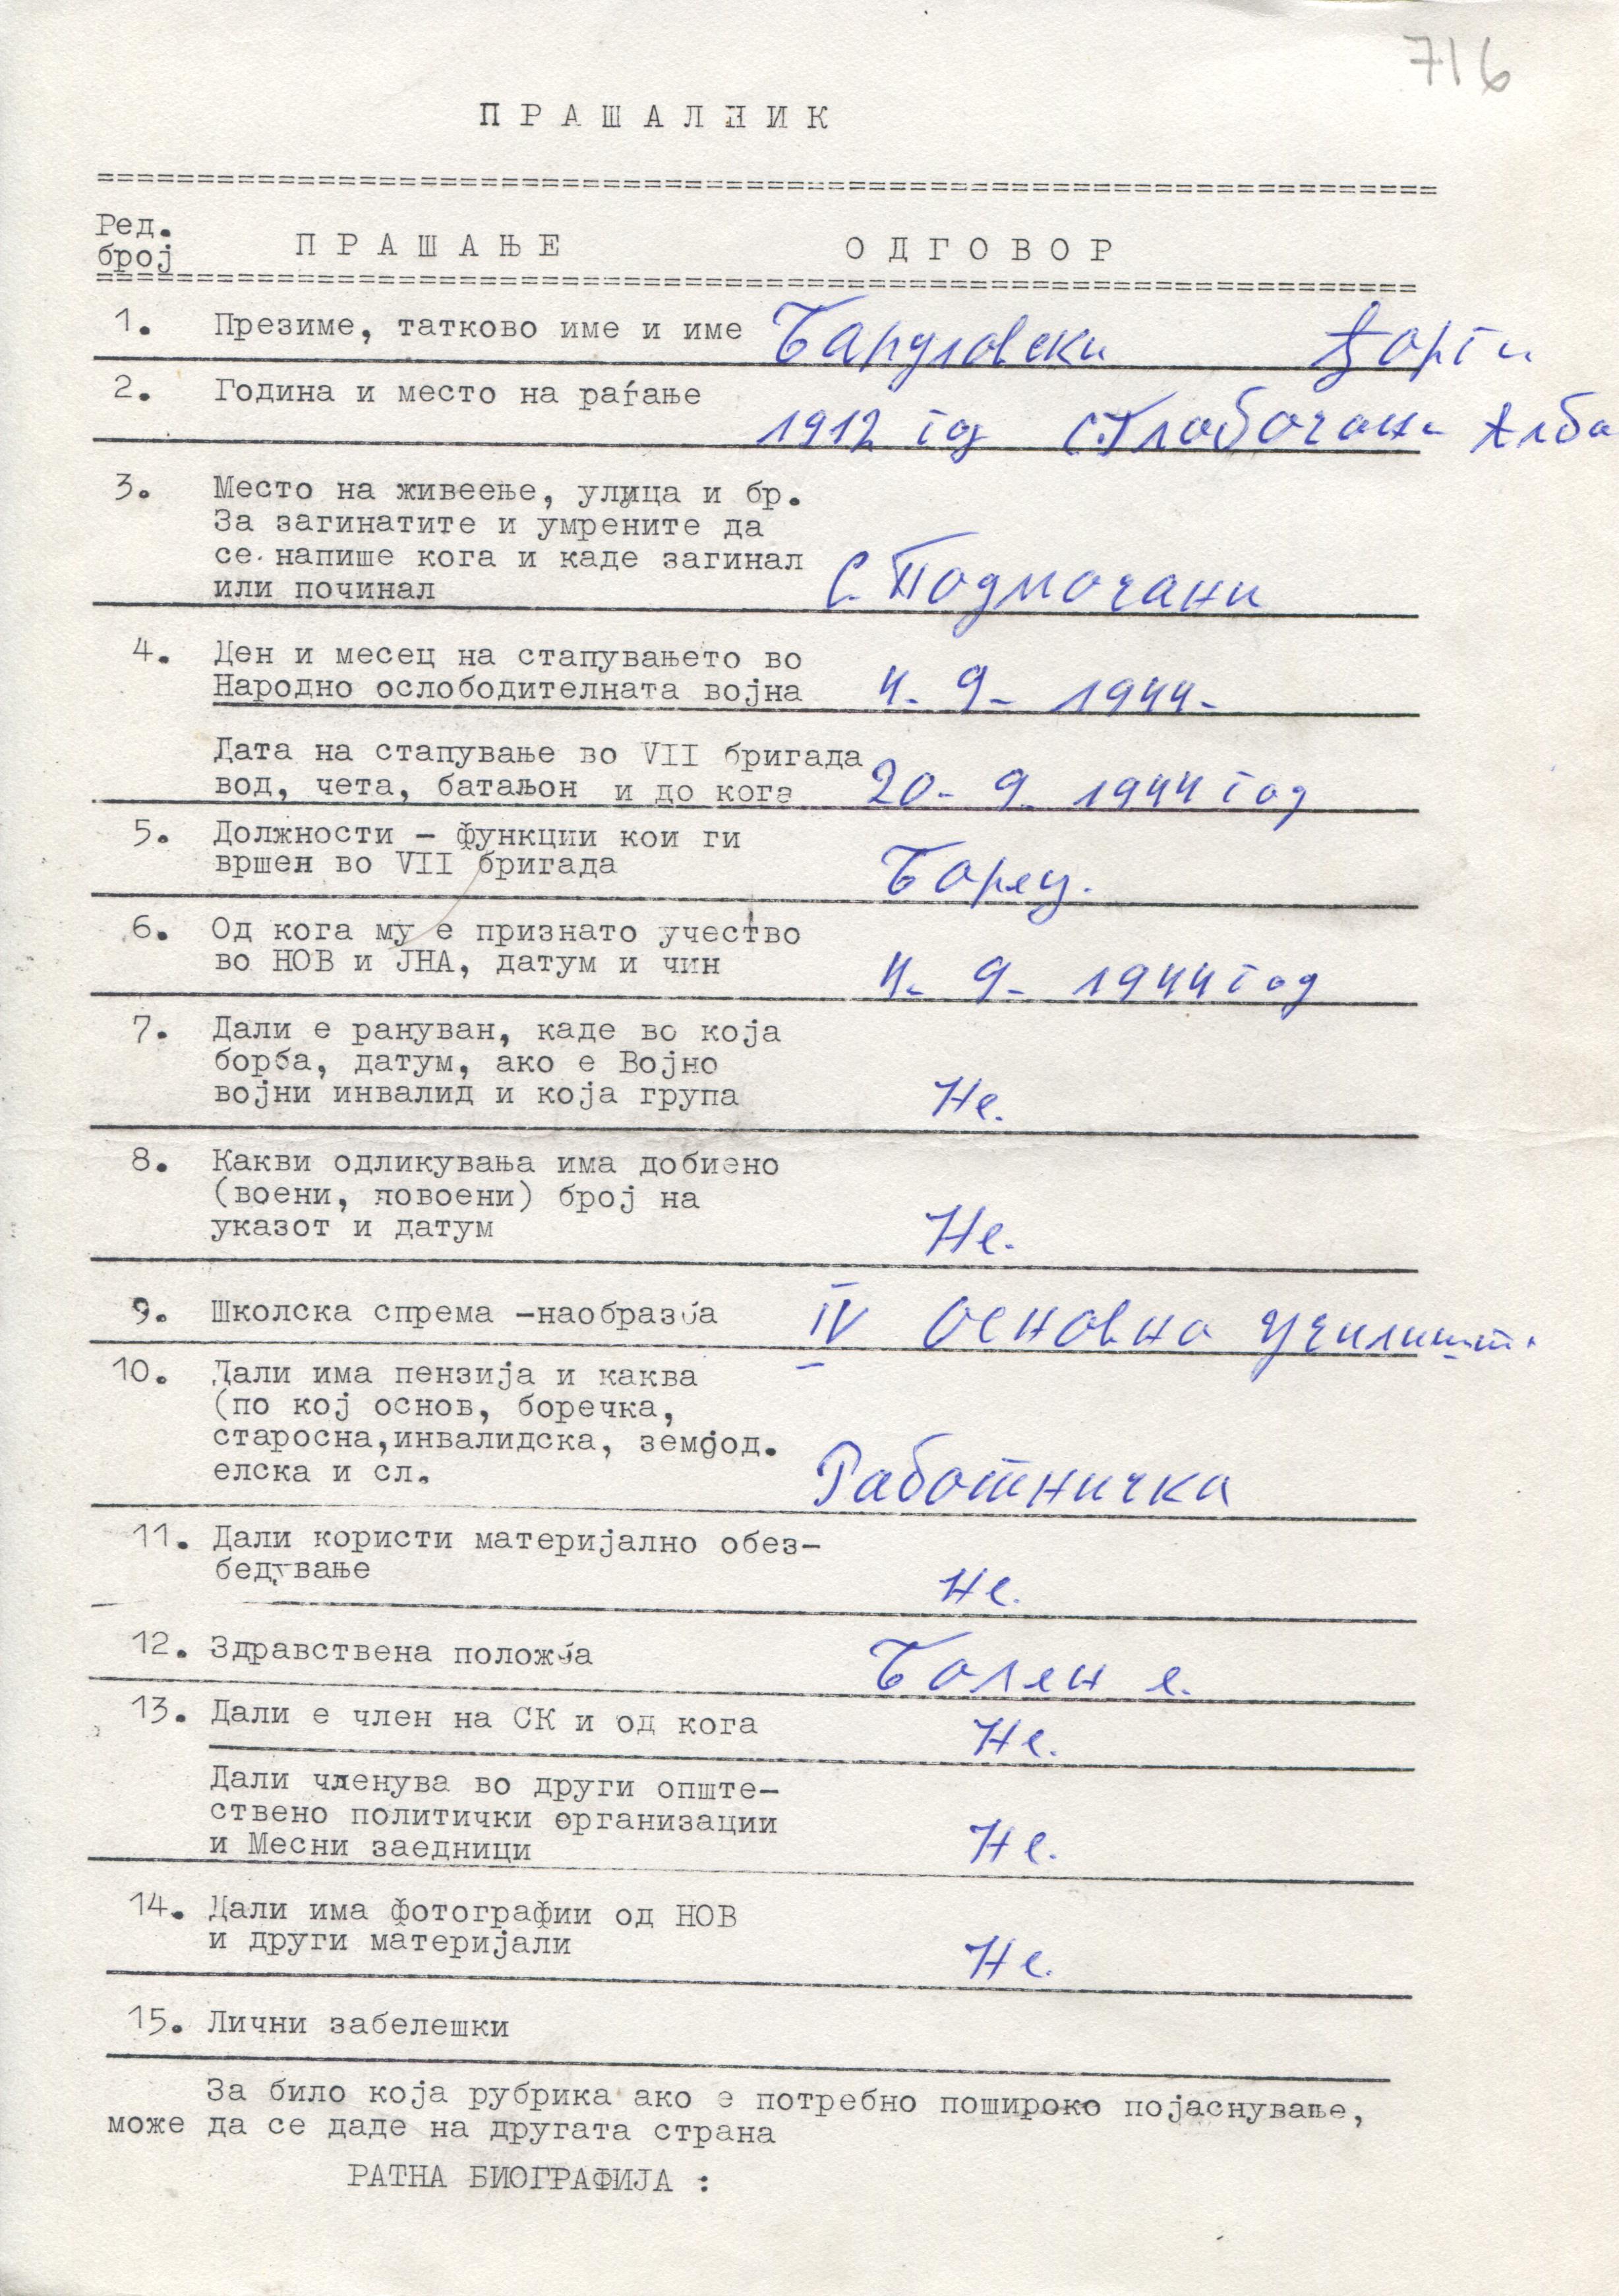 716
ПРАШАЛНИК
Ред.
број ПРАШАЊЕ ОДГОВОР
1. Презиме, татково име и име Бардловски Ѓорѓи
2. Година и место на раѓање
1912 год с. Глабочани Алба
3. Место на живеење, улица и бр.
За загинатите и умрените да
се напише кога и каде загинал
или починал С. Подмочани
4. Ден и месец на стапувањето во
Народно ослободителната војна 4. 9- 1944-
Дата на стапување во VII бригада
вод, чета, батаљон и до кога 20- 9. 1944 год
5. Должности - функции кои ги
вршел во VII бригада Борец.
6. Од кога му е признато учество
во НОВ и ЈНА, датум и чин 4- 9- 1944 год
7. Дали е рануван, каде во која
борба, датум, ако е Војно
војни инвалид и која група Не.
8. Какви одликувања има добиено
(воени, повоени) број на
указот и датум Не.
9. Школска спрема -наобразба IV основно училишт.
10. Дали има пензија и каква
(по кој основ, боречка,
старосна,инвалидска, земјод.
елска и сл. Работничка
11. Дали користи материјално обез-
бедување Не.
12. Здравствена положба Болен е.
13. Дали е член на СК и од кога Не.
Дали членува во други опште-
ствено политички организации
и Месни заедници Не.
14. Дали има фотографии од НОВ
и други материјали Не.
15. Лични забелешки
За било која рубрика ако е потребно пошироко појаснување,
може да се даде на другата страна
РАТНА БИОГРАФИЈА :